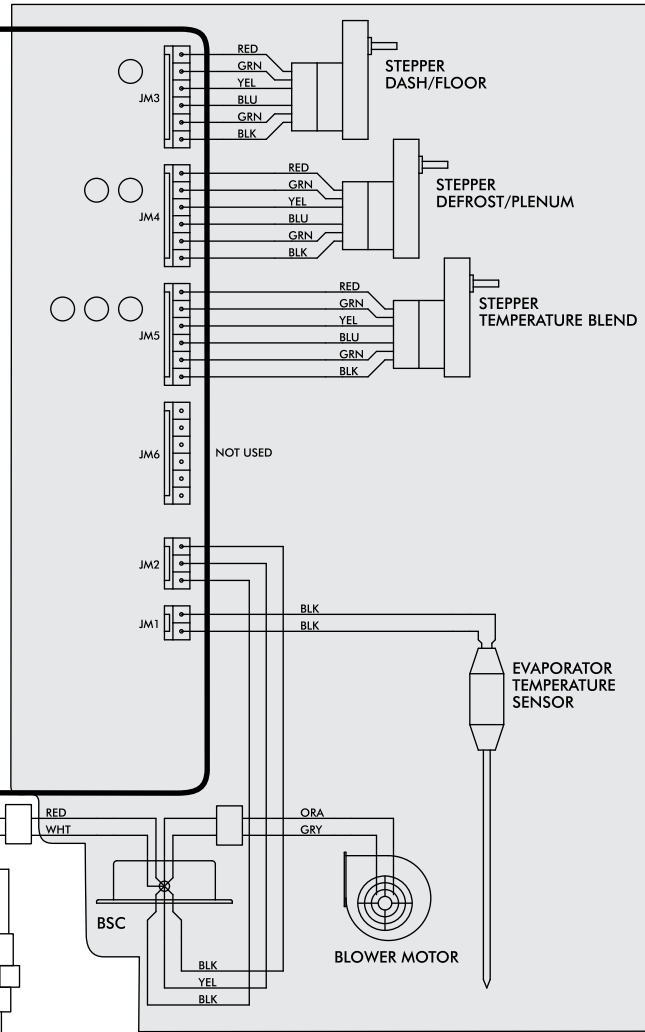 RED
GRN
YEL
BLU
GRN
BLK
JM3
STEPPER
DASH/FLOOR
RED
GRN
YEL
BLU
GRN
BLK
JM4
STEPPER
DEFROST/PLENUM
RED
GRN
YEL
BLU
GRN
BLK
JM5
STEPPER
TEMPERATURE BLEND
JM6
NOT USED
JM2
JM1
BLK
BLK
EVAPORATOR
TEMPERATURE
SENSOR
RED
WHT
ORA
GRY
BSC
BLOWER MOTOR
BLK
YEL
BLK